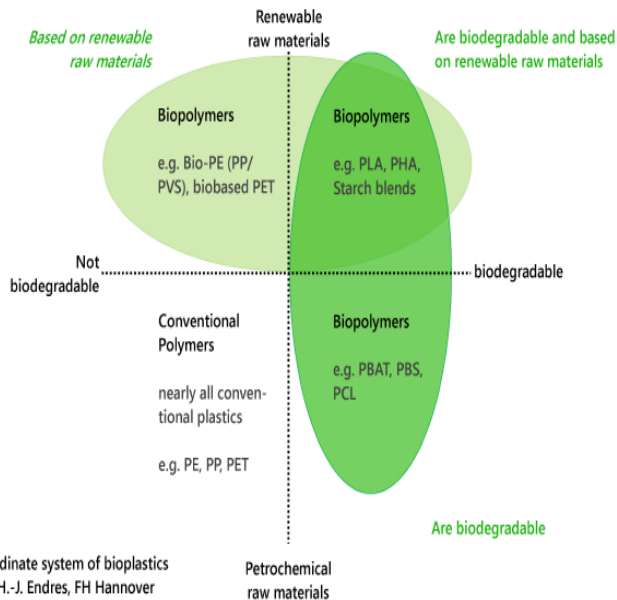 Renewable
raw materials
Based on renewable
raw materials
Are biodegradable and based
on renewable raw materials
Biopolymers
e.g. Bio-PE (PP/
PVS), biobased PET
Biopolymers
e.g. PLA, PHA,
Starch blends
Not
biodegradable
biodegradable
Conventional
Polymers
nearly all conven-
tional plastics
e.g. PE, PP, PET
Biopolymers
e.g. PBAT, PBS,
PCL
Are biodegradable
dinate system of bioplastics
H.-J. Endres, FH Hannover
Petrochemical
raw materials